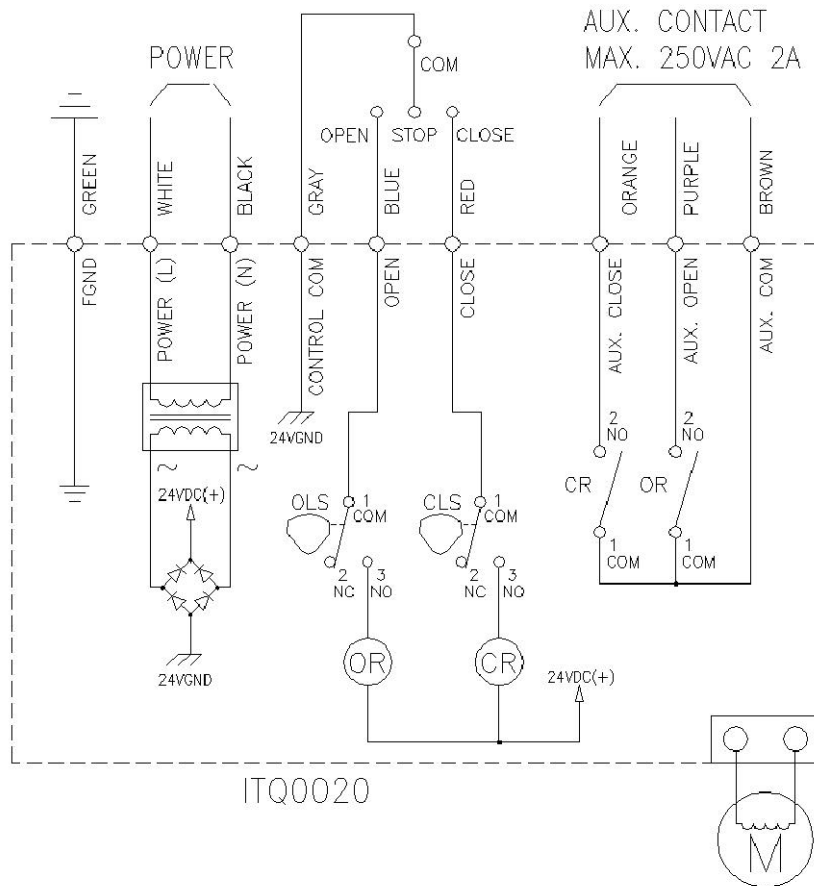 AUX. CONTACT
MAX. 250VAC 2A
POWER
COM
OPEN STOP CLOSE
GREEN
WHITE
BLACK
GRAY
BLUE
RED
ORANGE
PURPLE
BROWN
FGND
POWER (L)
POWER (N)
CONTROL COM
OPEN
CLOSE
AUX. CLOSE
AUX. OPEN
AUX. COM
24VGND
~ ~
24VDC(+)
24VGND
OLS
1
COM
2
NC
3
NO
OR
CLS
1
COM
2
NC
3
NO
CR
24VDC(+)
2
NO
CR
1
COM
2
NO
OR
1
COM
ITQ0020
M